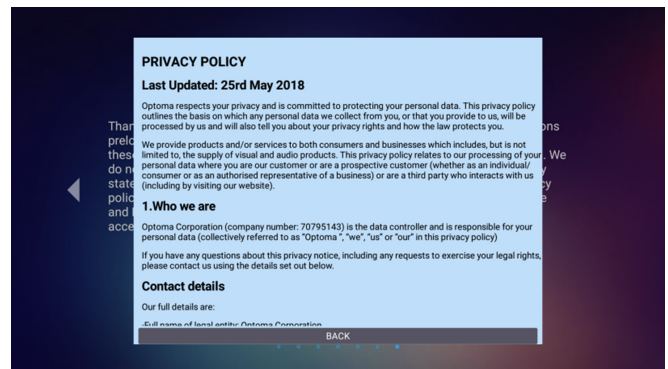 PRIVACY POLICY
Last Updated: 25rd May 2018
Optoma respects your privacy and is committed to protecting your personal data. This privacy policy
outlines the basis on which any personal data we collect from you, or that you provide to us, will be
processed by us and will also tell you about your privacy rights and how the law protects you.
We provide products and/or services to both consumers and businesses which includes, but is not
limited to, the supply of visual and audio products. This privacy policy relates to our processing of your
personal data where you are our customer or are a prospective customer (whether as an individual/
consumer or as an authorised representative of a business) or are a third party who interacts with us
(including by visiting our website).
1.Who we are
Optoma Corporation (company number: 70795143) is the data controller and is responsible for your
personal data (collectively referred to as “Optoma ”, “we”, “us” or “our” in this privacy policy)
If you have any questions about this privacy notice, including any requests to exercise your legal rights,
please contact us using the details set out below.
Contact details
Our full details are:
-Full name of legal entity: Optoma Corporation
BACK